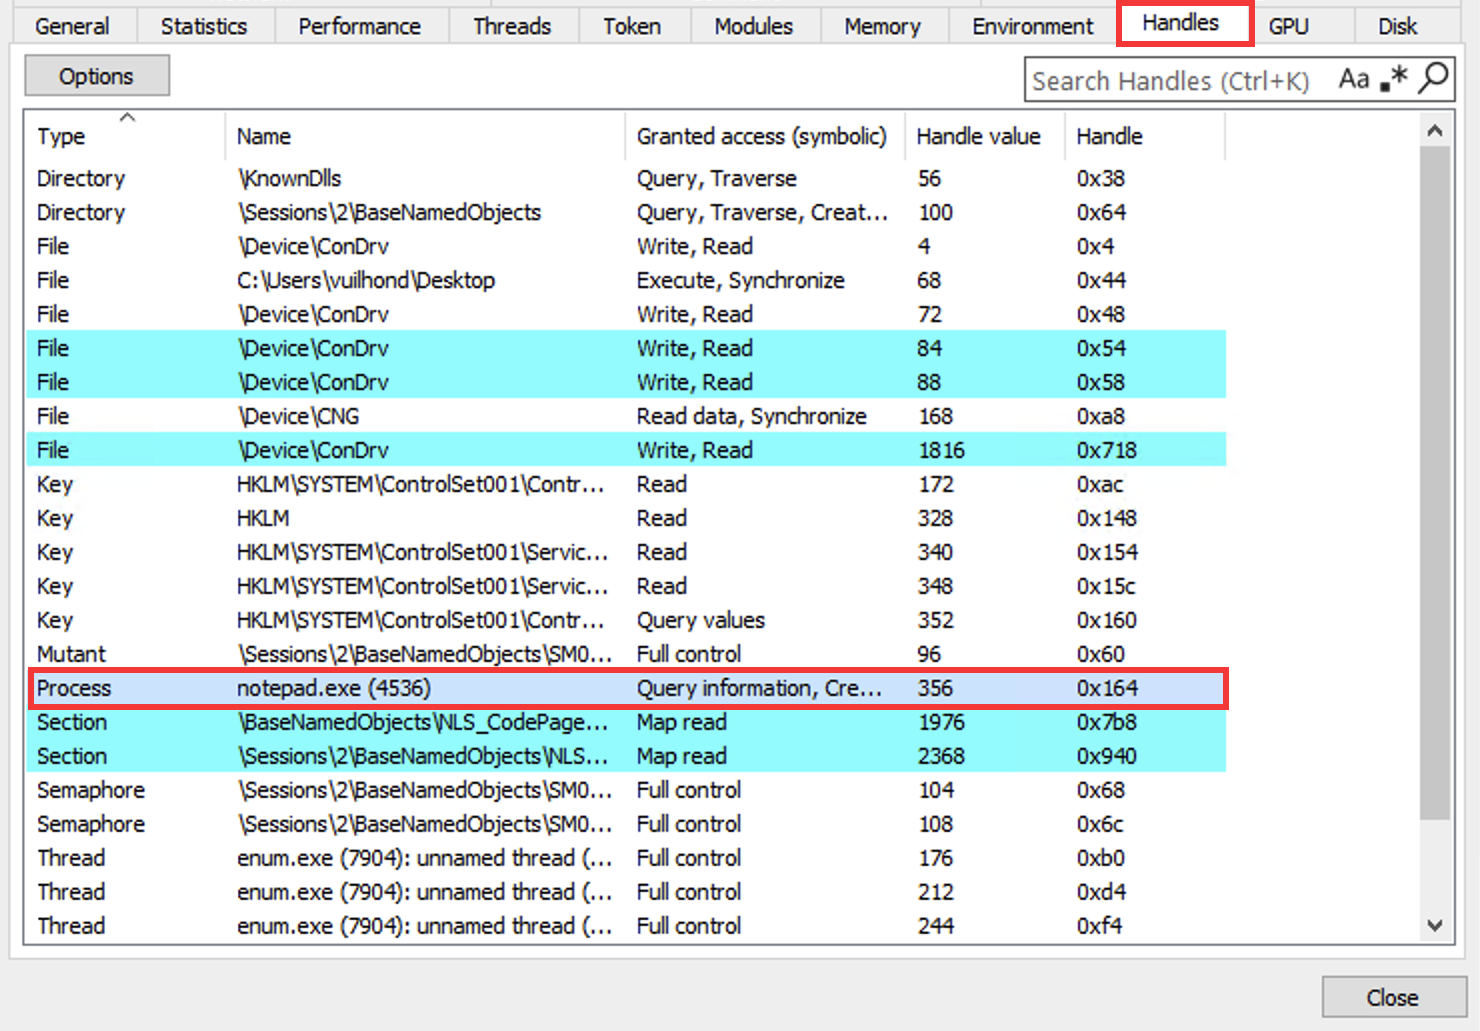 General Statistics Performance Threads Token Modules Memory Environment Handles GPU Disk
Options Search Handles (Ctrl+K) Aa .*
Type Name Granted access (symbolic) Handle value Handle
Directory \KnownDlls Query, Traverse 56 0x38
Directory \Sessions\2\BaseNamedObjects Query, Traverse, Creat... 100 0x64
File \Device\ConDrv Write, Read 4 0x4
File C:\Users\vuilhond\Desktop Execute, Synchronize 68 0x44
File \Device\ConDrv Write, Read 72 0x48
File \Device\ConDrv Write, Read 84 0x54
File \Device\ConDrv Write, Read 88 0x58
File \Device\CNG Read data, Synchronize 168 0xa8
File \Device\ConDrv Write, Read 1816 0x718
Key HKLM\SYSTEM\ControlSet001\Contr... Read 172 0xac
Key HKLM Read 328 0x148
Key HKLM\SYSTEM\ControlSet001\Servic... Read 340 0x154
Key HKLM\SYSTEM\ControlSet001\Servic... Read 348 0x15c
Key HKLM\SYSTEM\ControlSet001\Contr... Query values 352 0x160
Mutant \Sessions\2\BaseNamedObjects\SM0... Full control 96 0x60
Process notepad.exe (4536) Query information, Cre... 356 0x164
Section \BaseNamedObjects\NLS_CodePage... Map read 1976 0x7b8
Section \Sessions\2\BaseNamedObjects\NLS... Map read 2368 0x940
Semaphore \Sessions\2\BaseNamedObjects\SM0... Full control 104 0x68
Semaphore \Sessions\2\BaseNamedObjects\SM0... Full control 108 0x6c
Thread enum.exe (7904): unnamed thread (... Full control 176 0xb0
Thread enum.exe (7904): unnamed thread (... Full control 212 0xd4
Thread enum.exe (7904): unnamed thread (... Full control 244 0xf4
Close